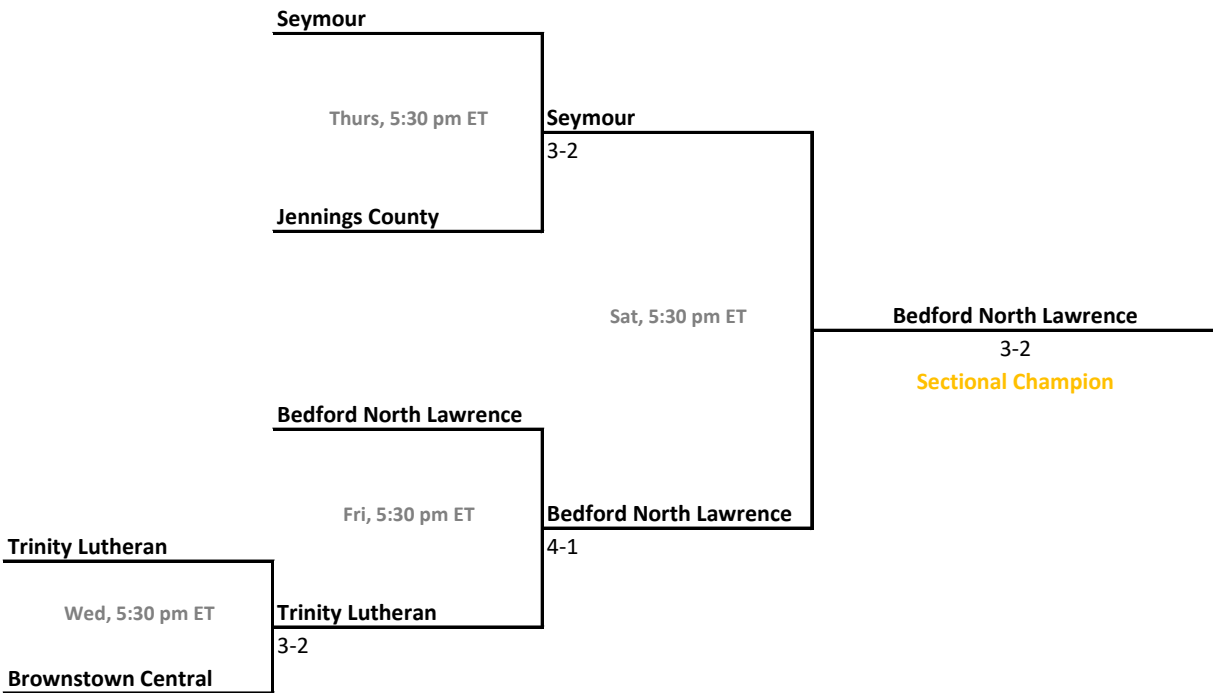 Seymour
Thurs, 5:30 pm ET
Seymour
3-2
Jennings County
Sat, 5:30 pm ET
Bedford North Lawrence
3-2
Sectional Champion
Bedford North Lawrence
Fri, 5:30 pm ET
Bedford North Lawrence
4-1
Trinity Lutheran
Wed, 5:30 pm ET
Trinity Lutheran
3-2
Brownstown Central